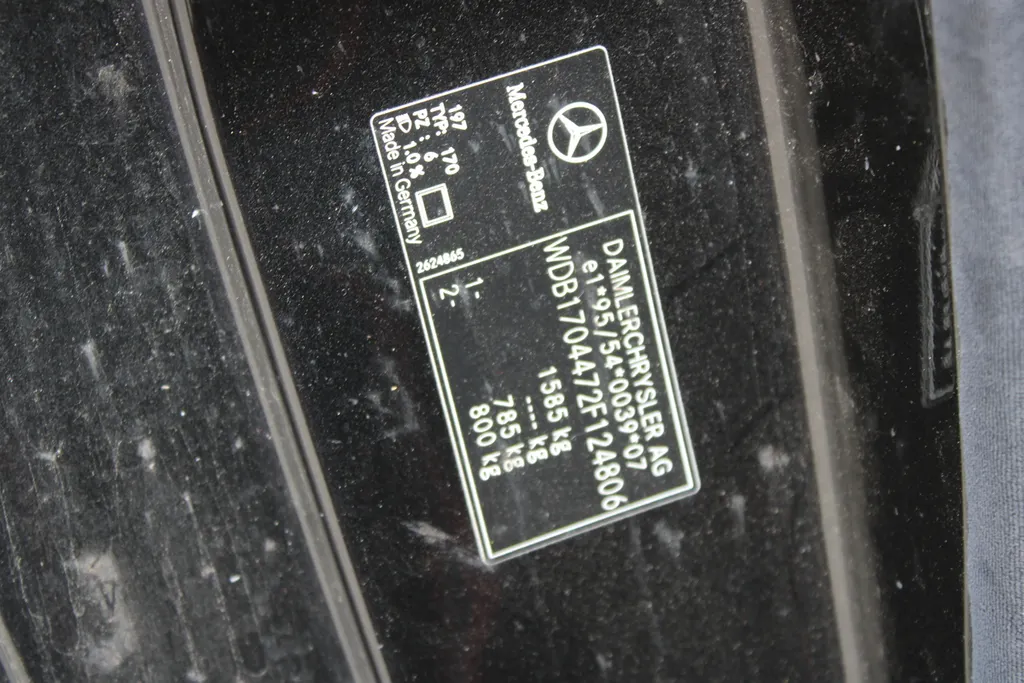 Mercedes-Benz
197
TYP: 170
PZ : 6
1.0 %
Made in Germany
2624865
DAIMLERCHRYSLER AG
e1*95/54*0039*07
WDB1704472F124806
1585 kg
---- kg
1- 785 kg
2- 800 kg